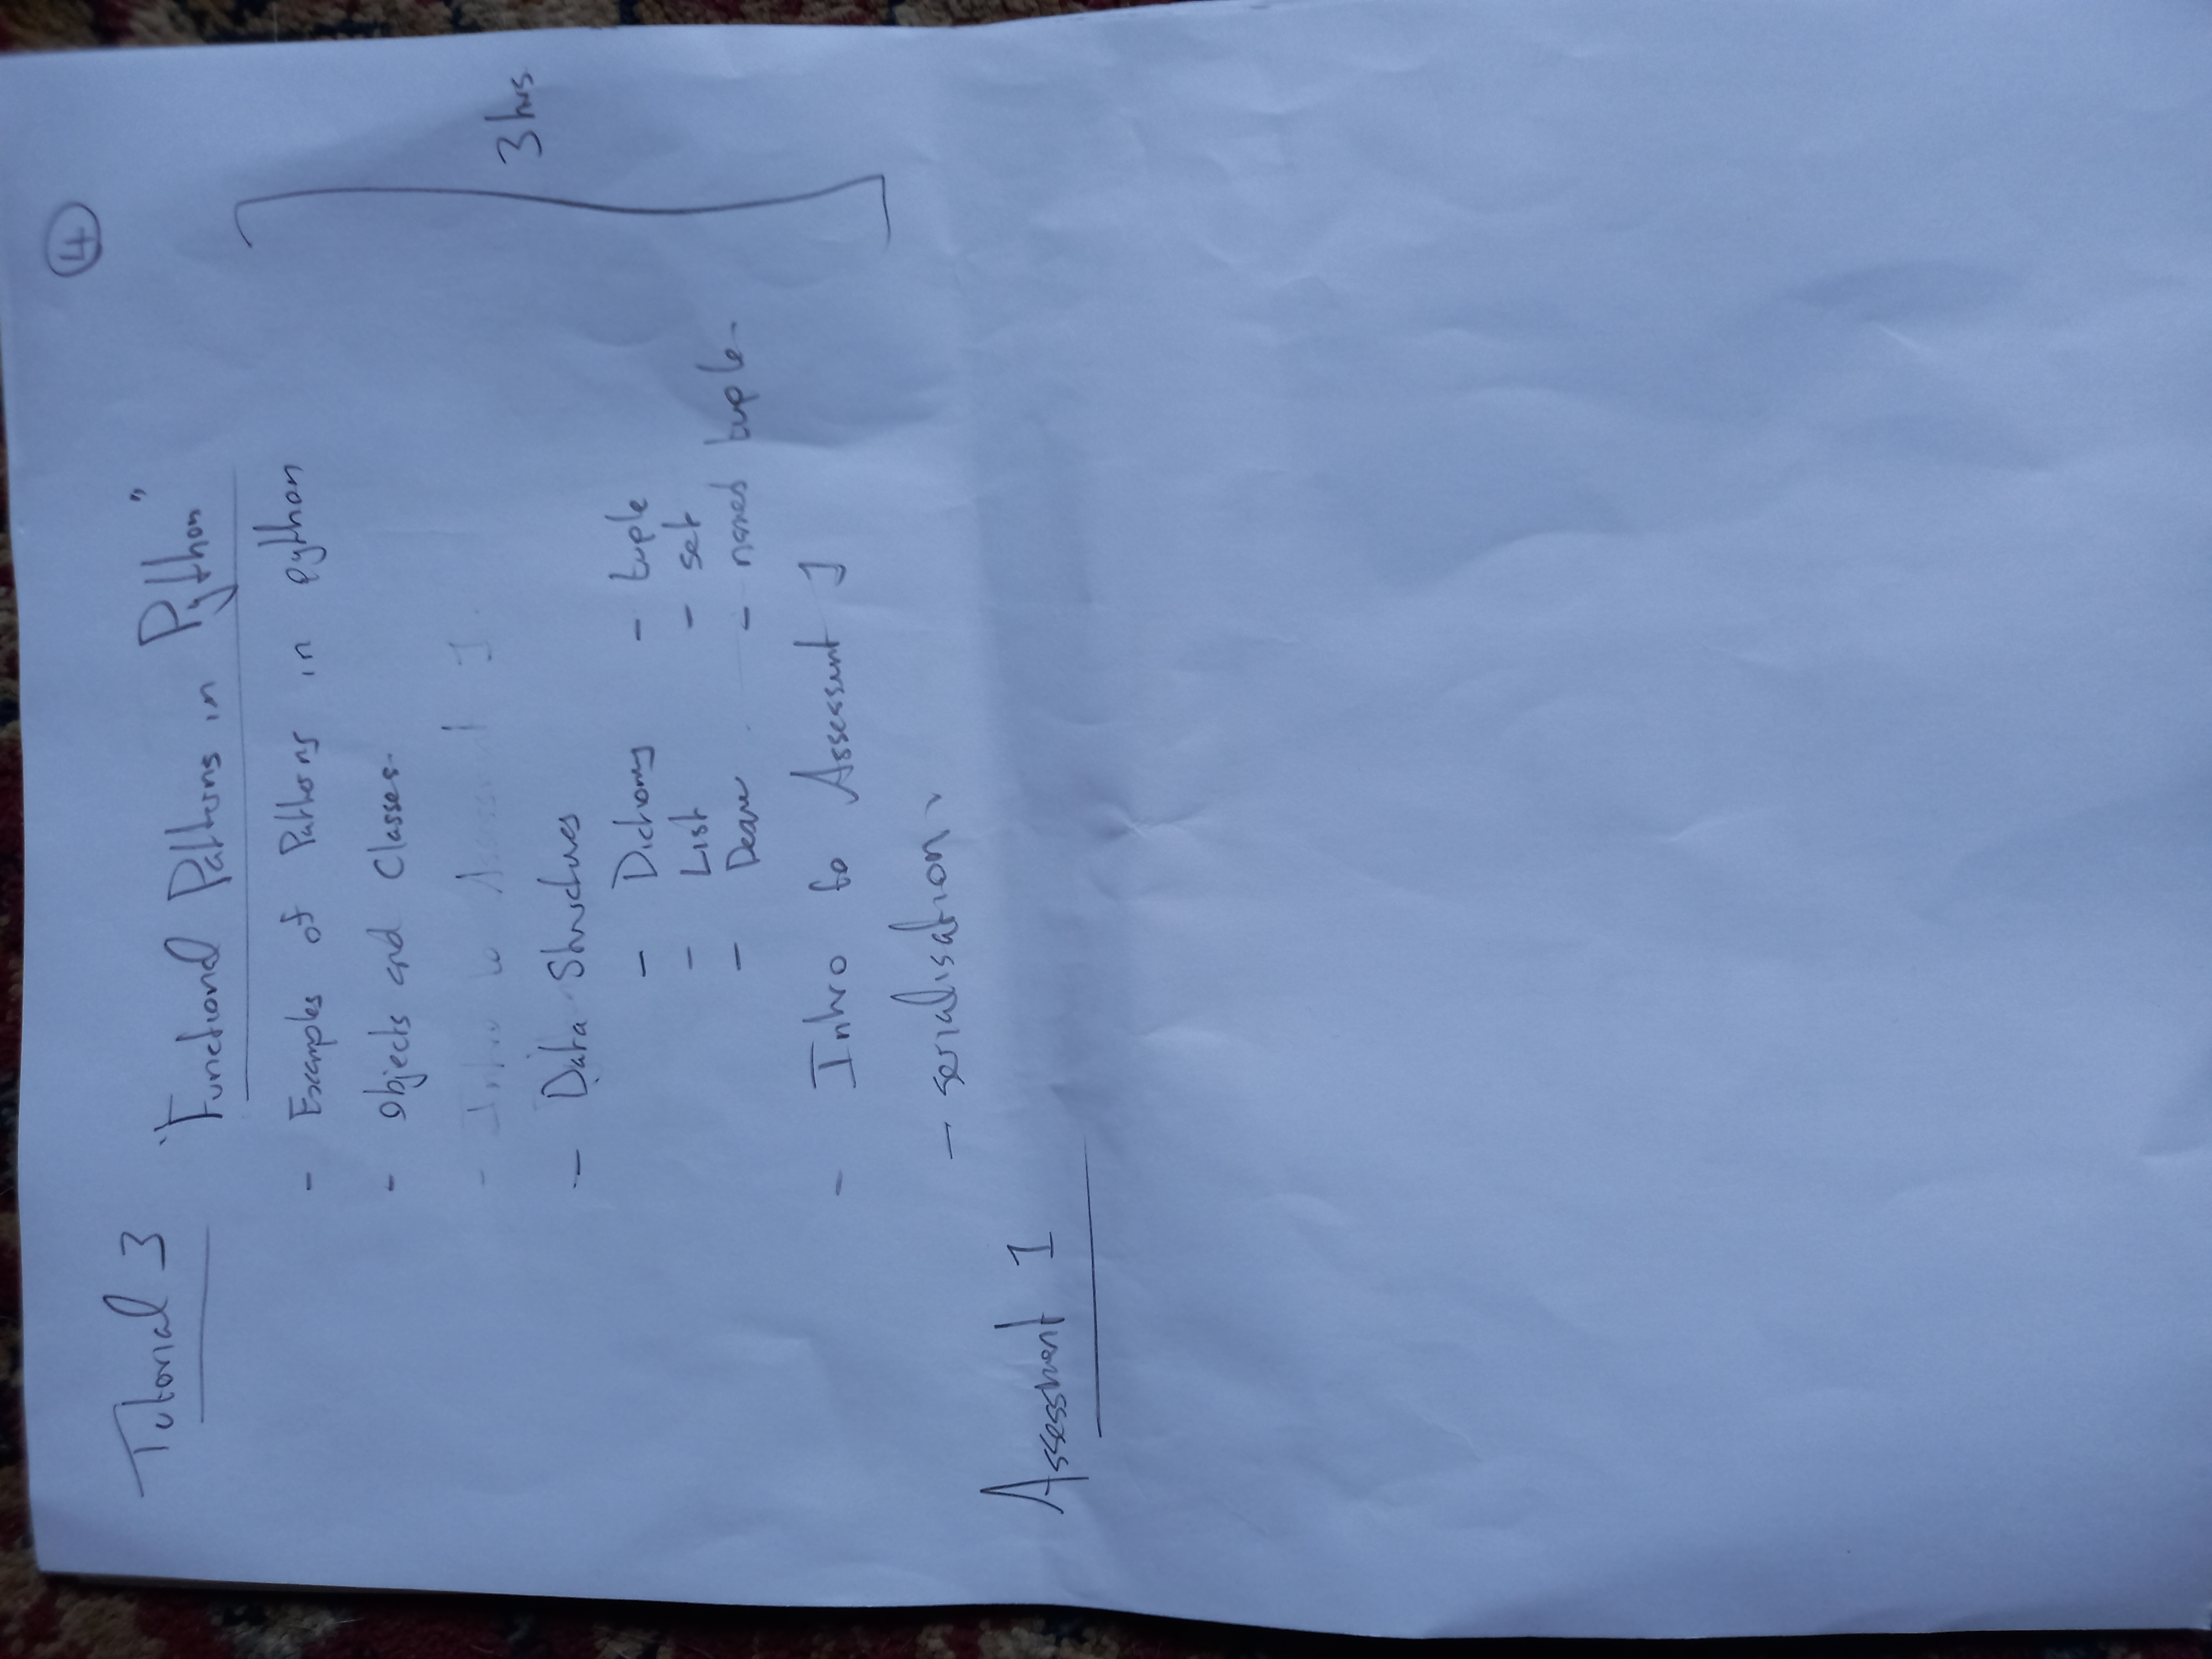 4
Tutorial 3
"Functional Patterns in Python"
- Examples of Patterns in python
- Objects and Classes.
- Intro to Assessment 1.
- Data Structures
- Dictionary - tuple
- List - set
- - named tuple.
- Intro to Assessment 1
- serialisation.
3 hrs
Assessment 1